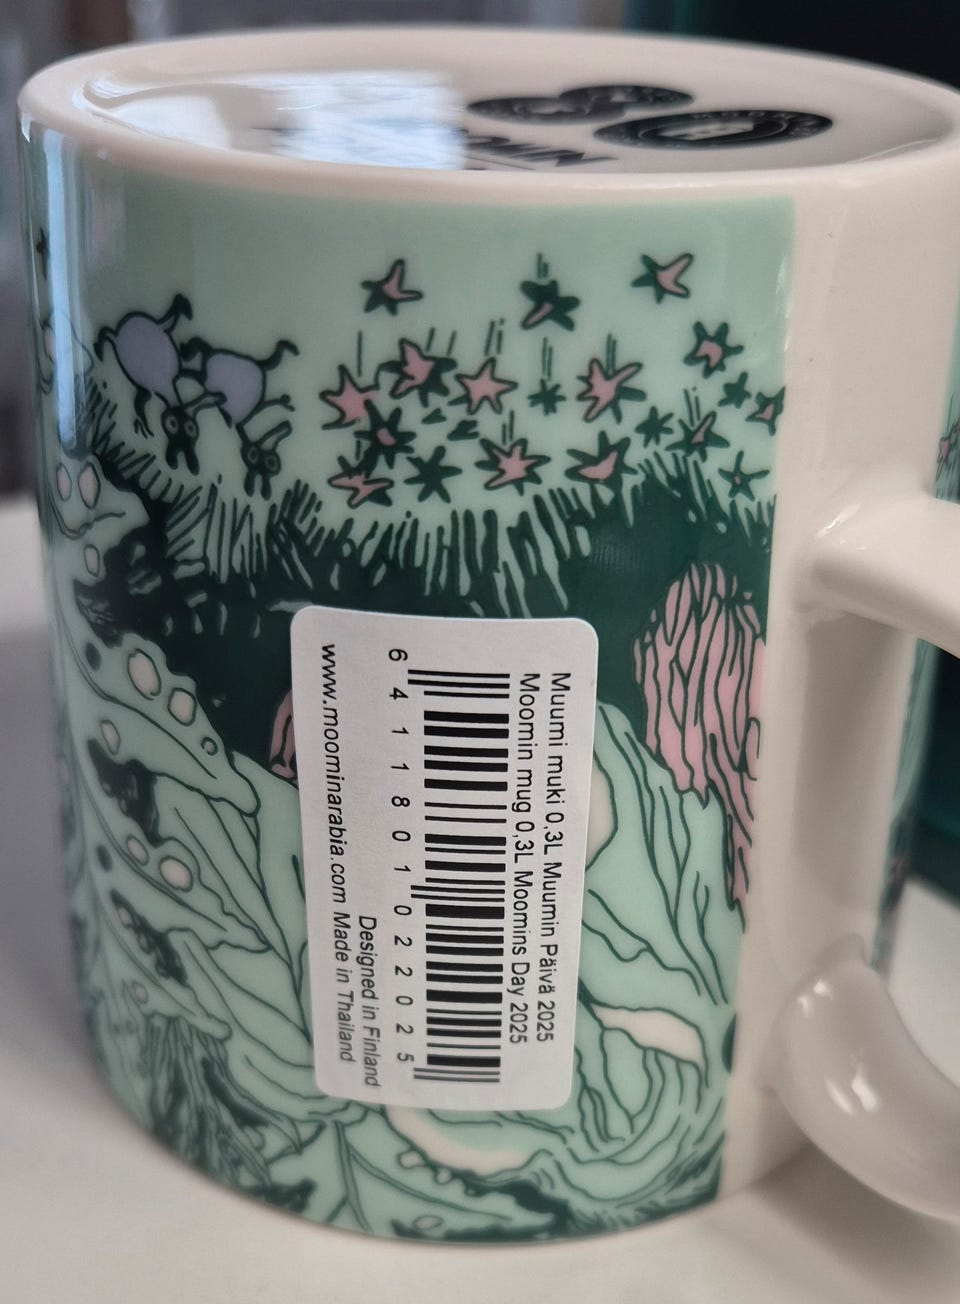 Muumi muki 0,3L Muumin Päivä 2025
Moomin mug 0,3L Moomins Day 2025
6 411801 022025
Designed in Finland
www.moominarabia.com Made in Thailand